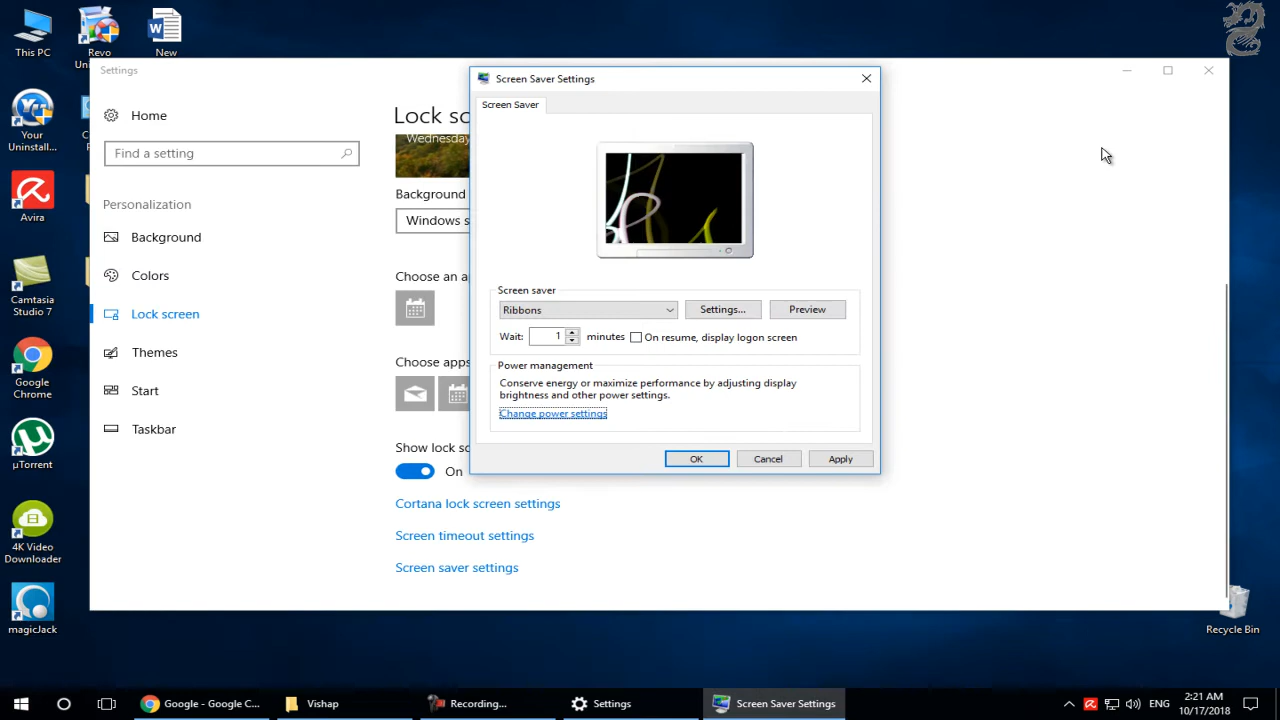 This PC
Revo
Uni
New
Your
Uninstall...
Avira
Camtasia
Studio 7
Google
Chrome
µTorrent
4K Video
Downloader
magicJack
Recycle Bin
Settings
Home
Find a setting
Personalization
Background
Colors
Lock screen
Themes
Start
Taskbar
Lock sc
Wednesday
Background
Windows s
Choose an ap
Choose apps
Show lock sc
On
Cortana lock screen settings
Screen timeout settings
Screen saver settings
Screen Saver Settings
Screen Saver
Screen saver
Ribbons
Settings...
Preview
Wait: 1 minutes
On resume, display logon screen
Power management
Conserve energy or maximize performance by adjusting display
brightness and other power settings.
Change power settings
OK
Cancel
Apply
Google - Google C...
Vishap
Recording...
Settings
Screen Saver Settings
ENG
2:21 AM
10/17/2018